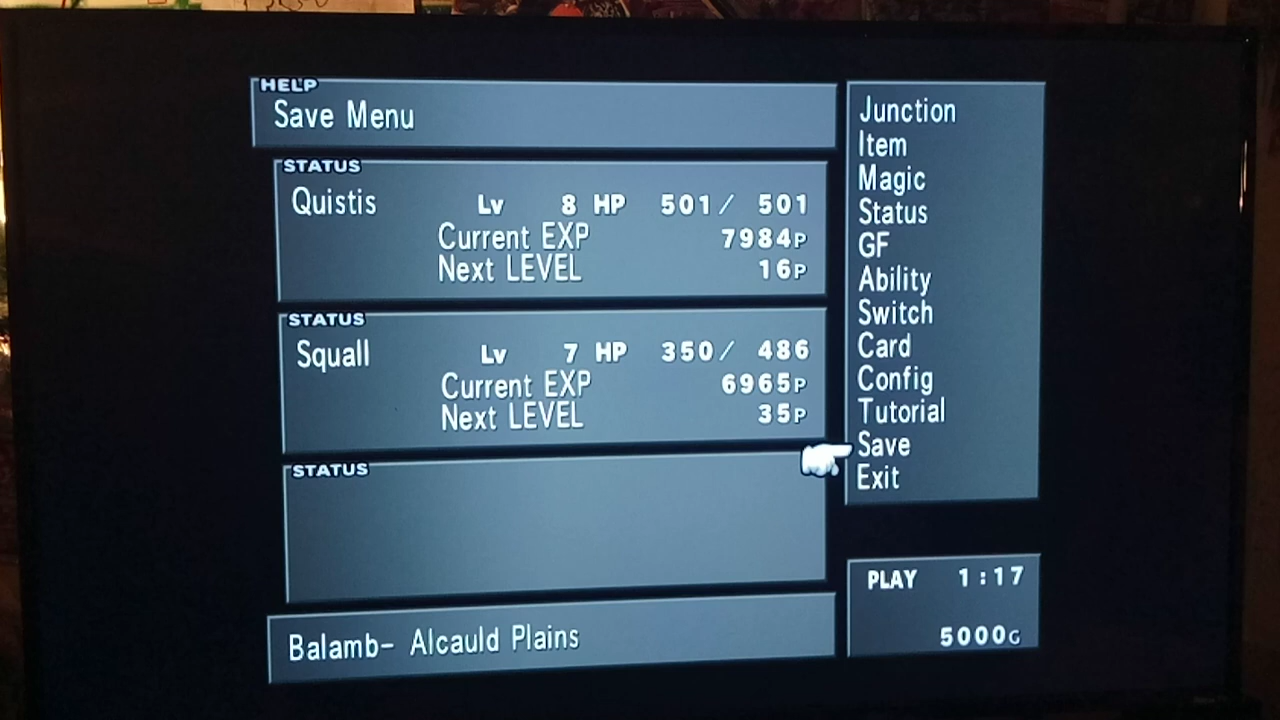 HELP
Save Menu
STATUS
Quistis Lv 8 HP 501/ 501
Current EXP 7984P
Next LEVEL 16P
STATUS
Squall Lv 7 HP 350/ 486
Current EXP 6965P
Next LEVEL 35P
STATUS
Balamb- Alcauld Plains
Junction
Item
Magic
Status
GF
Ability
Switch
Card
Config
Tutorial
Save
Exit
PLAY 1:17
5000G